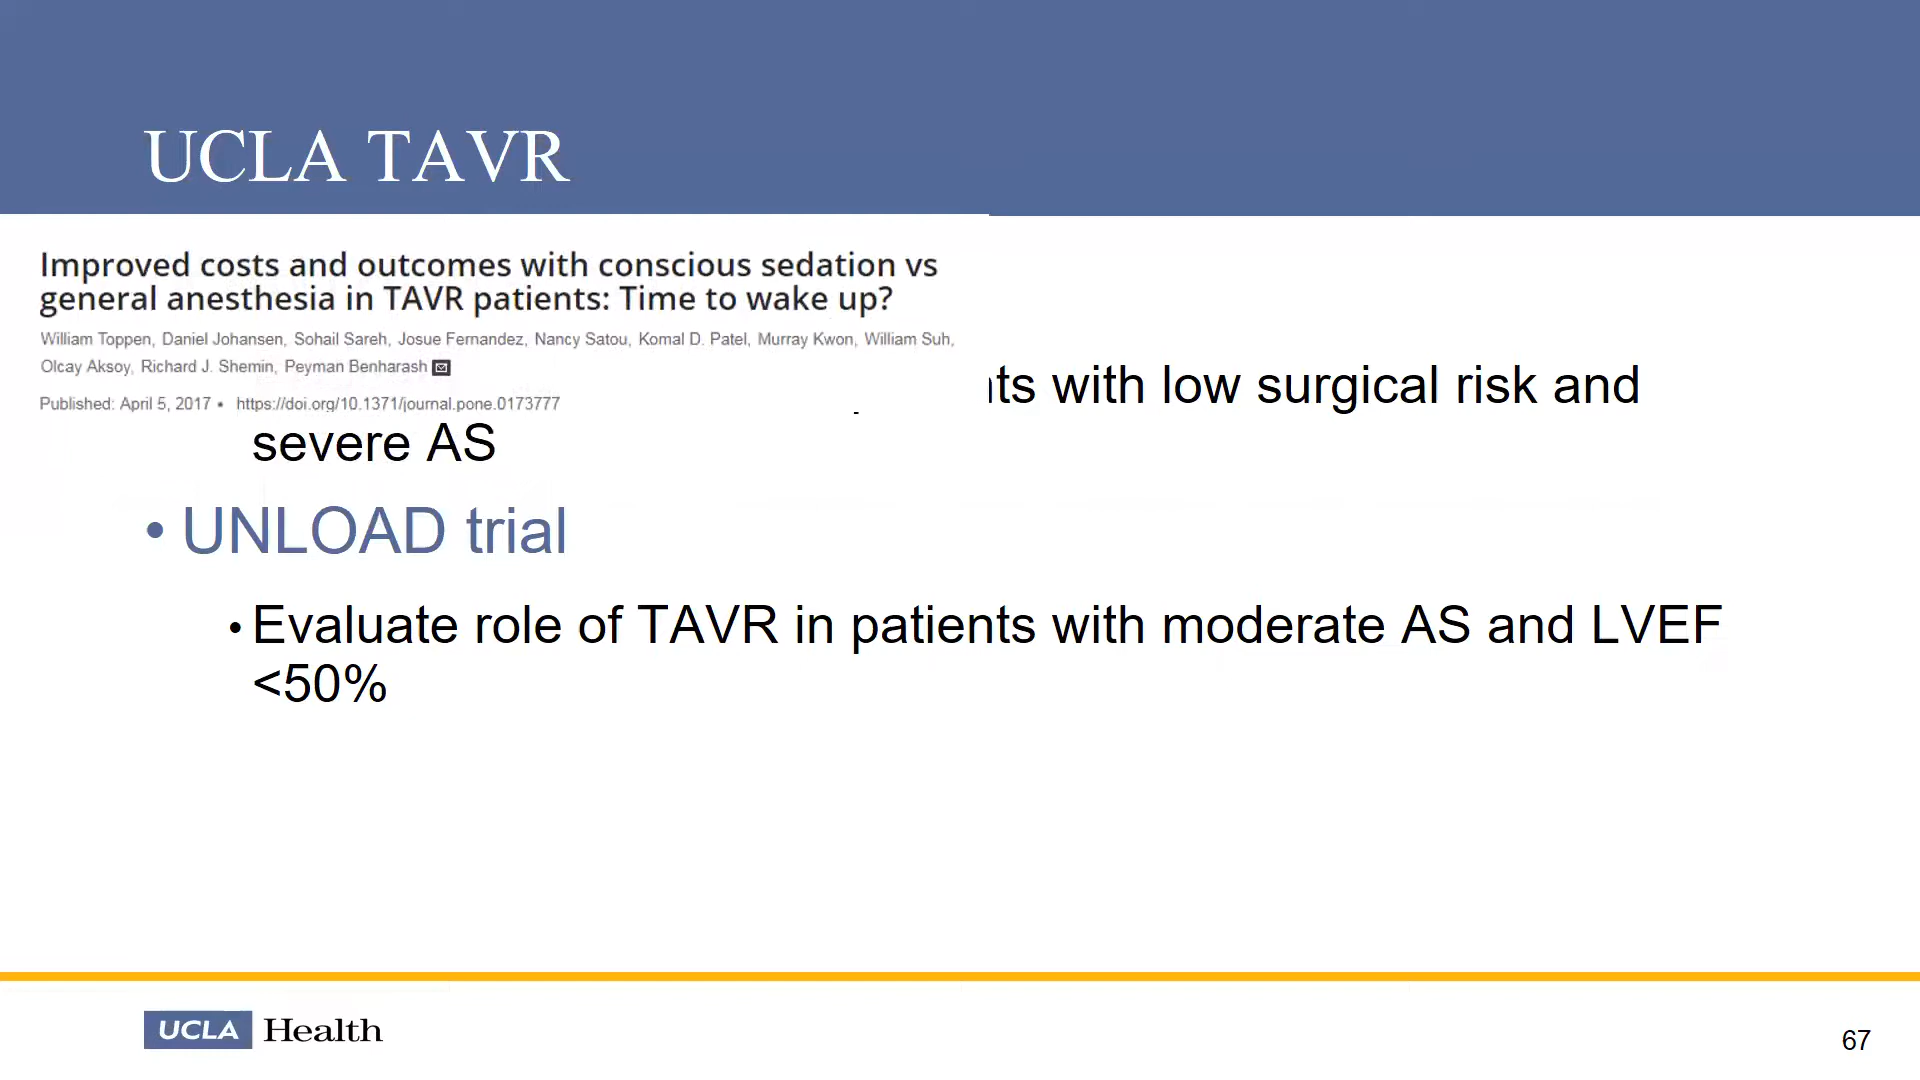 UCLA TAVR
Improved costs and outcomes with conscious sedation vs
general anesthesia in TAVR patients: Time to wake up?
William Toppen, Daniel Johansen, Sohail Sareh, Josue Fernandez, Nancy Satou, Komal D. Patel, Murray Kwon, William Suh,
Olcay Aksoy, Richard J. Shemin, Peyman Benharash
Published: April 5, 2017 • https://doi.org/10.1371/journal.pone.0173777
with low surgical risk and
severe AS
• UNLOAD trial
• Evaluate role of TAVR in patients with moderate AS and LVEF
<50%
UCLA Health
67